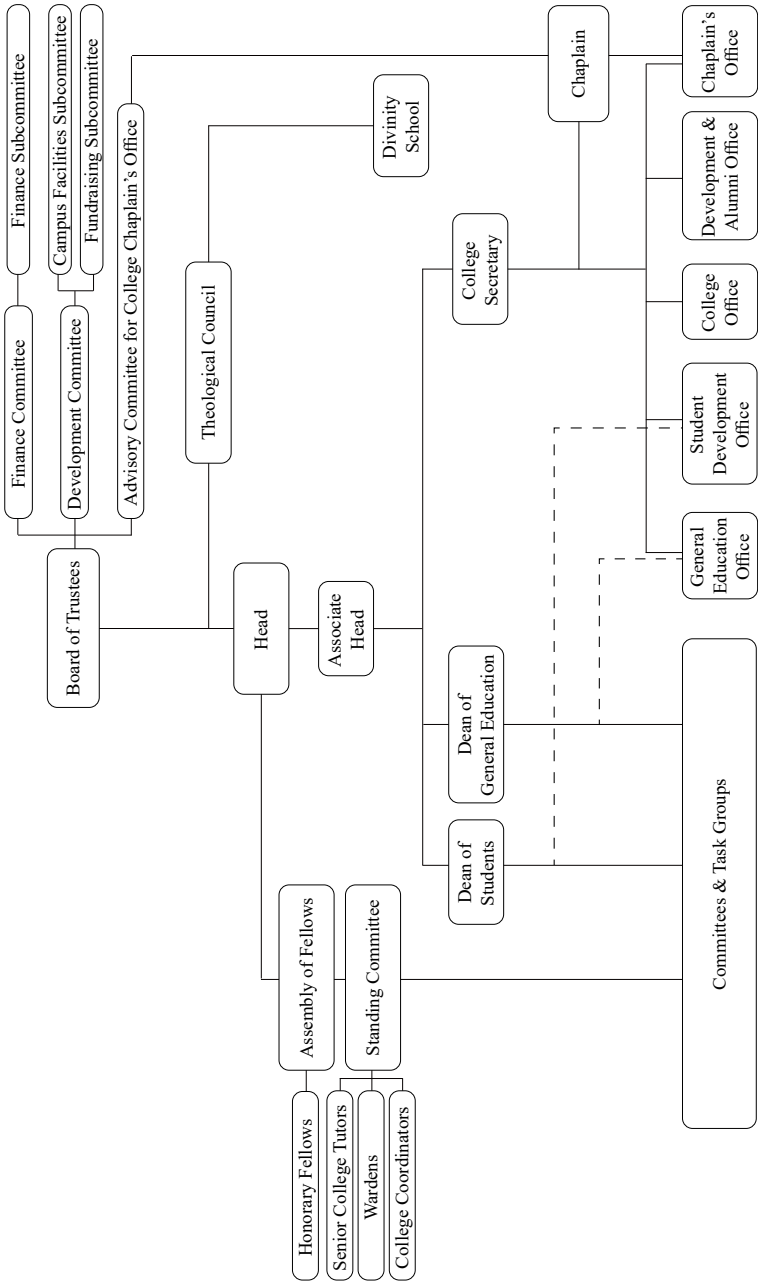 Board of Trustees
Finance Committee
Finance Subcommittee
Development Committee
Campus Facilities Subcommittee
Fundraising Subcommittee
Advisory Committee for College Chaplain's Office
Theological Council
Divinity
School
Head
Associate
Head
Assembly of Fellows
Honorary Fellows
Standing Committee
Senior College Tutors
Wardens
College Coordinators
Dean of
Students
Dean of
General Education
College
Secretary
Chaplain
Committees & Task Groups
General
Education
Office
Student
Development
Office
College
Office
Development &
Alumni Office
Chaplain's
Office